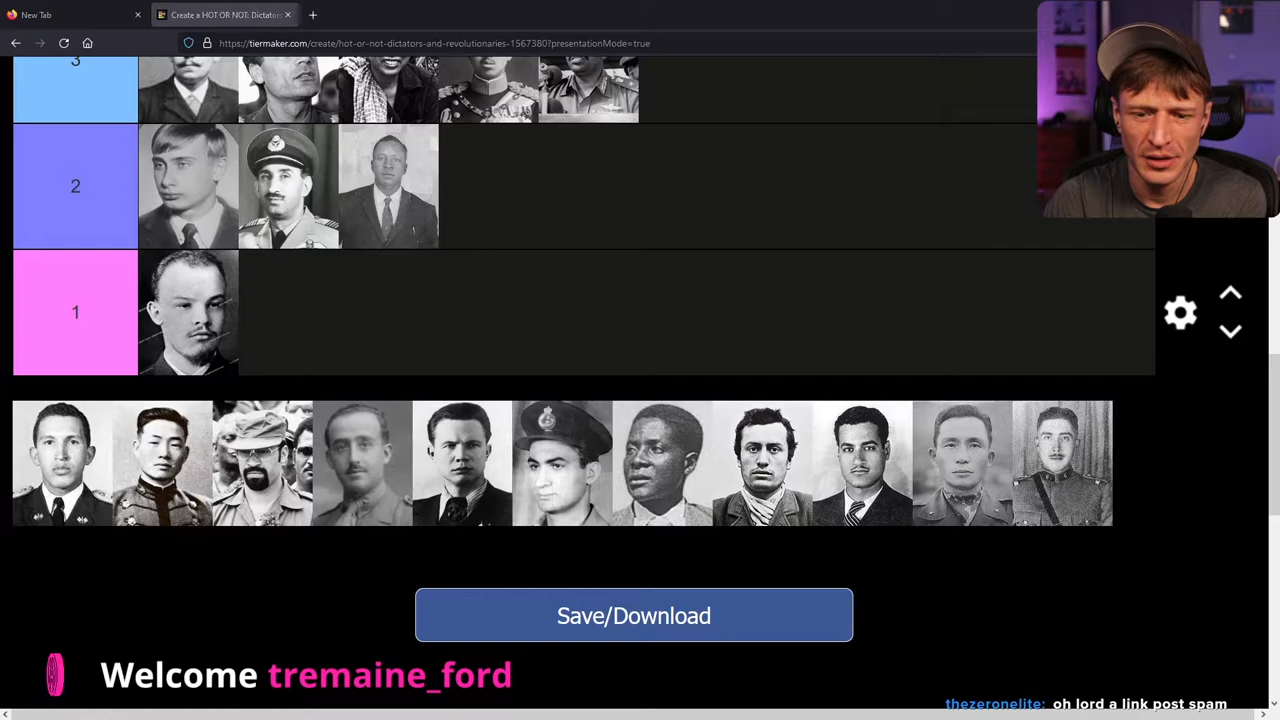 New Tab
Create a HOT OR NOT: Dictators
https://tiermaker.com/create/hot-or-not-dictators-and-revolutionaries-1567380?presentationMode=true
3
2
1
Save/Download
Welcome tremaine_ford
thezeronelite: oh lord a link post spam